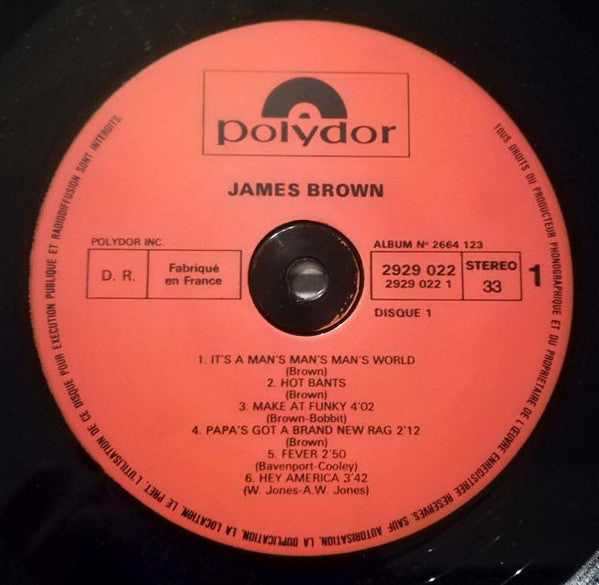 polydor
JAMES BROWN
POLYDOR INC.
D. R.
Fabriqué
en France
ALBUM Nº 2664 123
2929 022
2929 022 1
STEREO
33
1
DISQUE 1
1. IT'S A MAN'S MAN'S MAN'S WORLD
(Brown)
2. HOT BANTS
(Brown)
3. MAKE AT FUNKY 4'02
(Brown-Bobbit)
4. PAPA'S GOT A BRAND NEW RAG 2'12
(Brown)
5. FEVER 2'50
(Bavenport-Cooley)
6. HEY AMERICA 3'42
(W. Jones-A.W. Jones)
TOUS DROITS DU PRODUCTEUR PHONOGRAPHIQUE ET DU PROPRIETAIRE DE L'ŒUVRE ENREGISTREE RESERVES. SAUF AUTORISATION, LA DUPLICATION, LA LOCATION, LE PRET, L'UTILISATION DE CE DISQUE POUR EXECUTION PUBLIQUE ET RADIODIFFUSION SONT INTERDITS